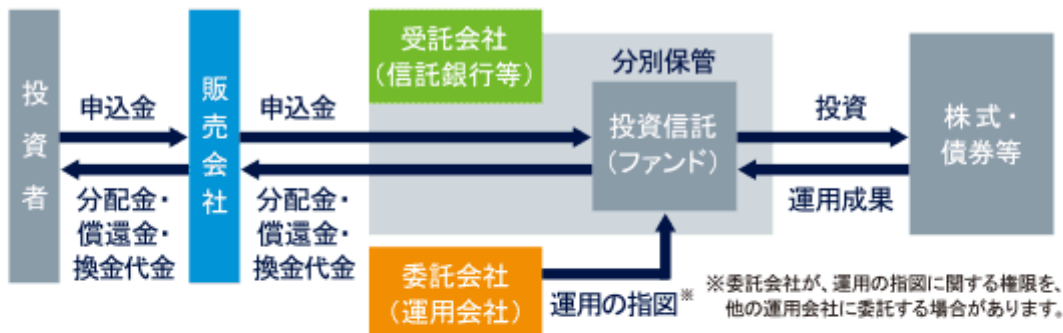 投資者
申込金
分配金・
償還金・
換金代金
販売会社
申込金
分配金・
償還金・
換金代金
受託会社
（信託銀行等）
分別保管
投資信託
（ファンド）
委託会社
（運用会社）
運用の指図※
投資
運用成果
株式・
債券等
※委託会社が、運用の指図に関する権限を、
他の運用会社に委託する場合があります。